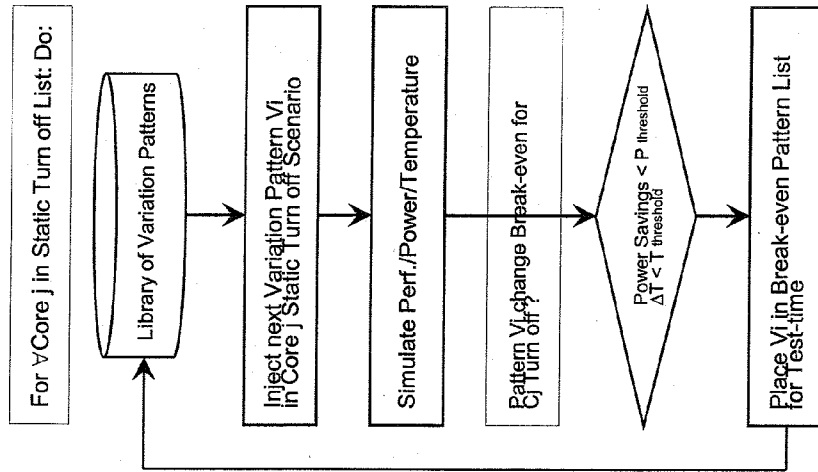 For ∀Core j in Static Turn off List: Do:
Library of Variation Patterns
Inject next Variation Pattern Vi
in Core j Static Turn off Scenario
Simulate Perf./Power/Temperature
Pattern Vi change Break-even for
Cj Turn off ?
Power Savings < P threshold
ΔT < T threshold
Place Vi in Break-even Pattern List
for Test-time